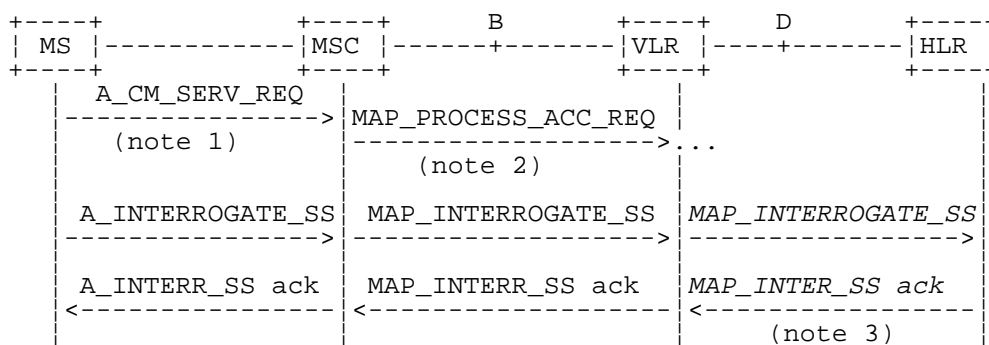 B D
MS MSC VLR HLR
A_CM_SERV_REQ
MAP_PROCESS_ACC_REQ
(note 1) ...
(note 2)
A_INTERROGATE_SS MAP_INTERROGATE_SS MAP_INTERROGATE_SS
A_INTERR_SS ack MAP_INTERR_SS ack MAP_INTER_SS ack
(note 3)